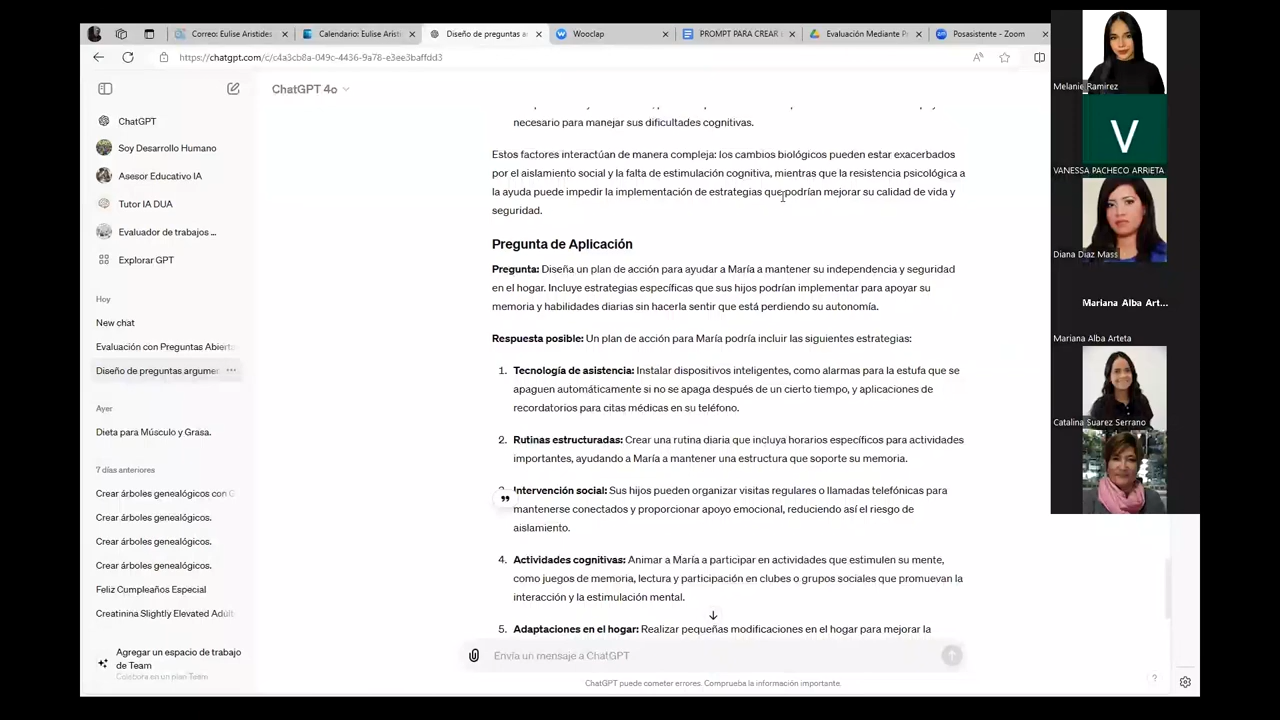 Correo: Eulise Aristides
Calendario: Eulise Aristi
Diseño de preguntas a
Wooclap
PROMPT PARA CREAR
Evaluación Mediante P
Posasistente - Zoom
https://chatgpt.com/c/c4a3cb8a-049c-4436-9a78-e3ee3baffdd3
ChatGPT 4o
ChatGPT
Soy Desarrollo Humano
Asesor Educativo IA
Tutor IA DUA
Evaluador de trabajos ...
Explorar GPT
Hoy
New chat
Evaluación con Preguntas Abierta
Diseño de preguntas argumen
Ayer
Dieta para Músculo y Grasa.
7 días anteriores
Crear árboles genealógicos con G
Crear árboles genealógicos.
Crear árboles genealógicos.
Crear árboles genealógicos.
Feliz Cumpleaños Especial
Creatinina Slightly Elevated Adult
Agregar un espacio de trabajo
de Team
Colabora en un plan Team
necesario para manejar sus dificultades cognitivas.
Estos factores interactúan de manera compleja: los cambios biológicos pueden estar exacerbados
por el aislamiento social y la falta de estimulación cognitiva, mientras que la resistencia psicológica a
la ayuda puede impedir la implementación de estrategias que podrían mejorar su calidad de vida y
seguridad.
Pregunta de Aplicación
Pregunta: Diseña un plan de acción para ayudar a María a mantener su independencia y seguridad
en el hogar. Incluye estrategias específicas que sus hijos podrían implementar para apoyar su
memoria y habilidades diarias sin hacerla sentir que está perdiendo su autonomía.
Respuesta posible: Un plan de acción para María podría incluir las siguientes estrategias:
1. Tecnología de asistencia: Instalar dispositivos inteligentes, como alarmas para la estufa que se
apaguen automáticamente si no se apaga después de un cierto tiempo, y aplicaciones de
recordatorios para citas médicas en su teléfono.
2. Rutinas estructuradas: Crear una rutina diaria que incluya horarios específicos para actividades
importantes, ayudando a María a mantener una estructura que soporte su memoria.
Intervención social: Sus hijos pueden organizar visitas regulares o llamadas telefónicas para
mantenerse conectados y proporcionar apoyo emocional, reduciendo así el riesgo de
aislamiento.
4. Actividades cognitivas: Animar a María a participar en actividades que estimulen su mente,
como juegos de memoria, lectura y participación en clubes o grupos sociales que promuevan la
interacción y la estimulación mental.
5. Adaptaciones en el hogar: Realizar pequeñas modificaciones en el hogar para mejorar la
Envía un mensaje a ChatGPT
ChatGPT puede cometer errores. Comprueba la información importante.
Melanie Ramirez
V
VANESSA PACHECO ARRIETA
Diana Diaz Mass
Mariana Alba Art...
Mariana Alba Arteta
Catalina Suarez Serrano